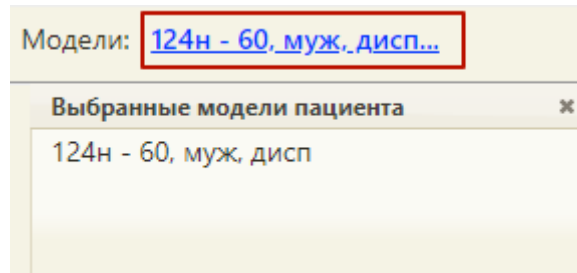 Модели: 124н - 60, муж, дисп...
Выбранные модели пациента
124н - 60, муж, дисп